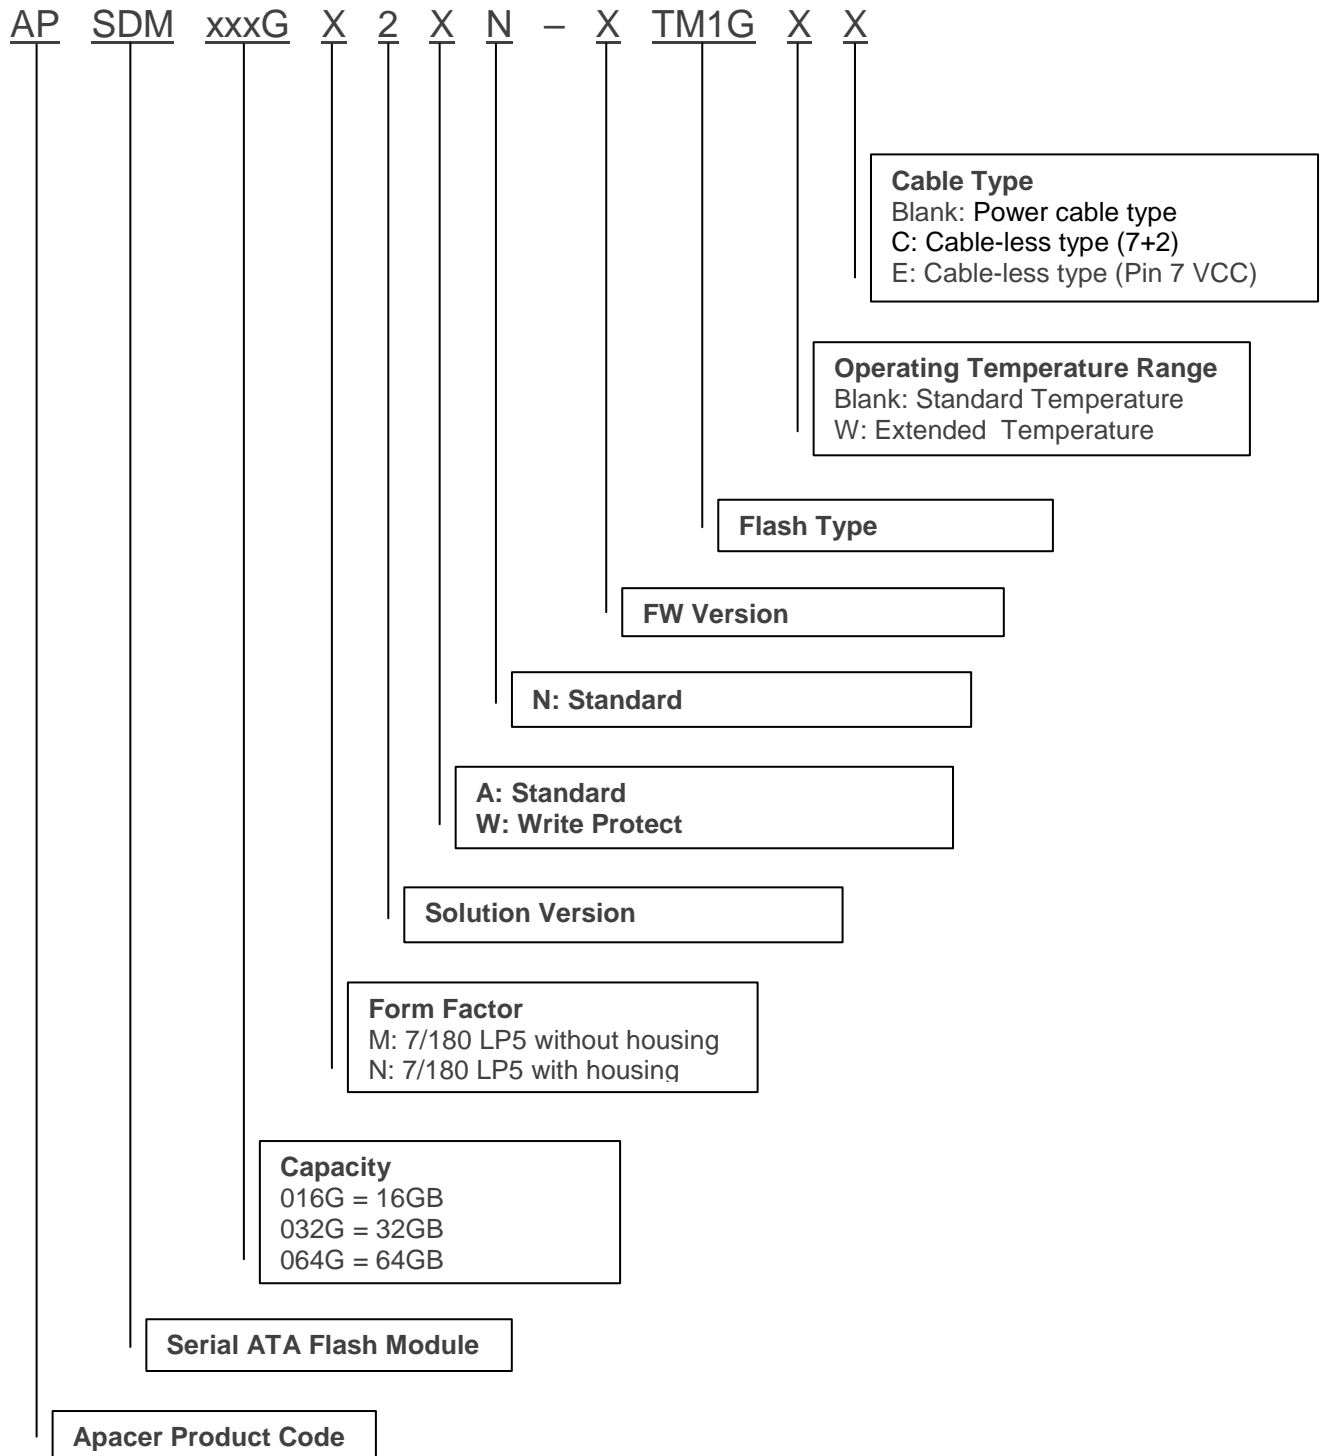 AP SDM xxxG X 2 X N – X TM1G X X
Cable Type
Blank: Power cable type
C: Cable-less type (7+2)
E: Cable-less type (Pin 7 VCC)
Operating Temperature Range
Blank: Standard Temperature
W: Extended Temperature
Flash Type
FW Version
N: Standard
A: Standard
W: Write Protect
Solution Version
Form Factor
M: 7/180 LP5 without housing
N: 7/180 LP5 with housing
Capacity
016G = 16GB
032G = 32GB
064G = 64GB
Serial ATA Flash Module
Apacer Product Code